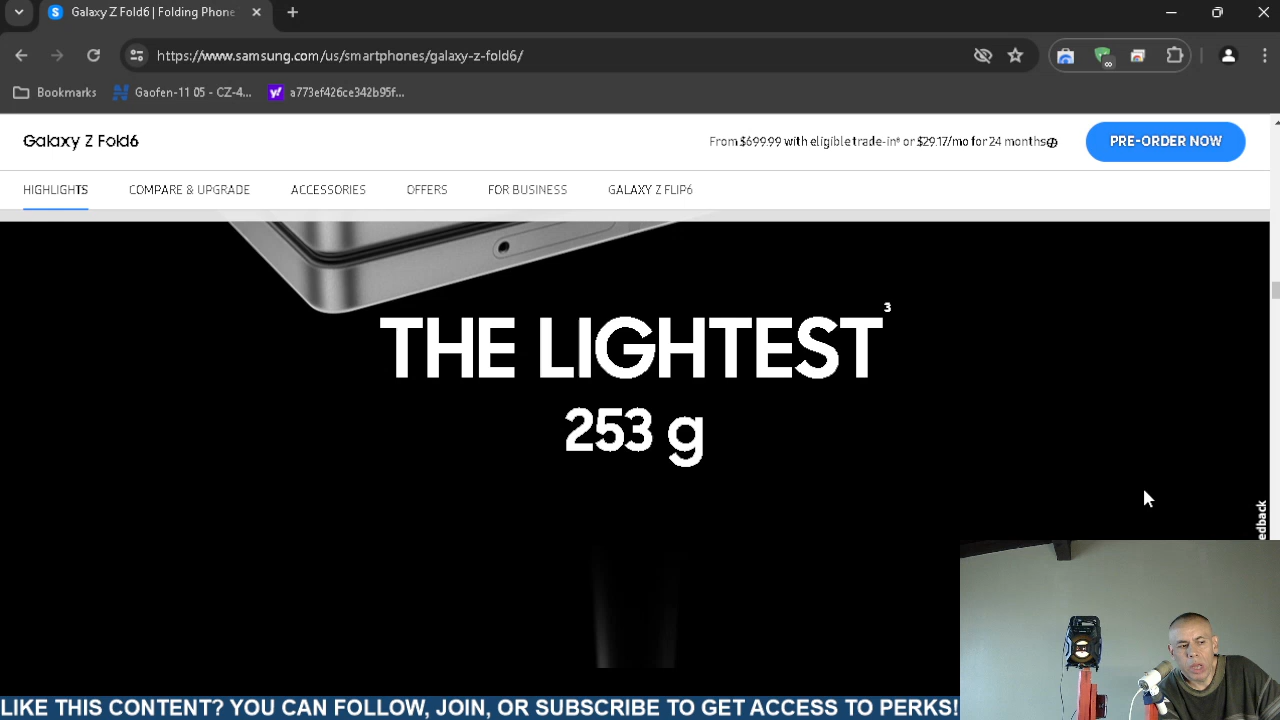 Galaxy Z Fold6 | Folding Phone
https://www.samsung.com/us/smartphones/galaxy-z-fold6/
Bookmarks
Gaofen-11 05 - CZ-4...
a773ef426ce342b95f...
Galaxy Z Fold6
From $699.99 with eligible trade-in⁶ or $29.17/mo for 24 months
PRE-ORDER NOW
HIGHLIGHTS
COMPARE & UPGRADE
ACCESSORIES
OFFERS
FOR BUSINESS
GALAXY Z FLIP6
THE LIGHTEST³
253 g
edback
LIKE THIS CONTENT? YOU CAN FOLLOW, JOIN, OR SUBSCRIBE TO GET ACCESS TO PERKS!